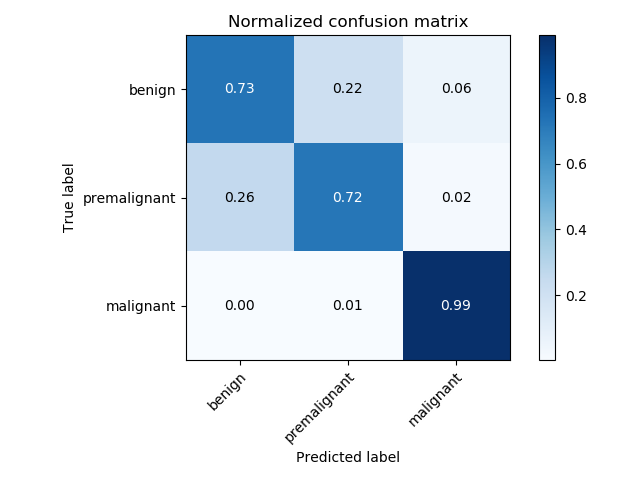 Normalized confusion matrix
True label
benign 0.73 0.22 0.06
premalignant 0.26 0.72 0.02
malignant 0.00 0.01 0.99
benign premalignant malignant
Predicted label
0.8
0.6
0.4
0.2